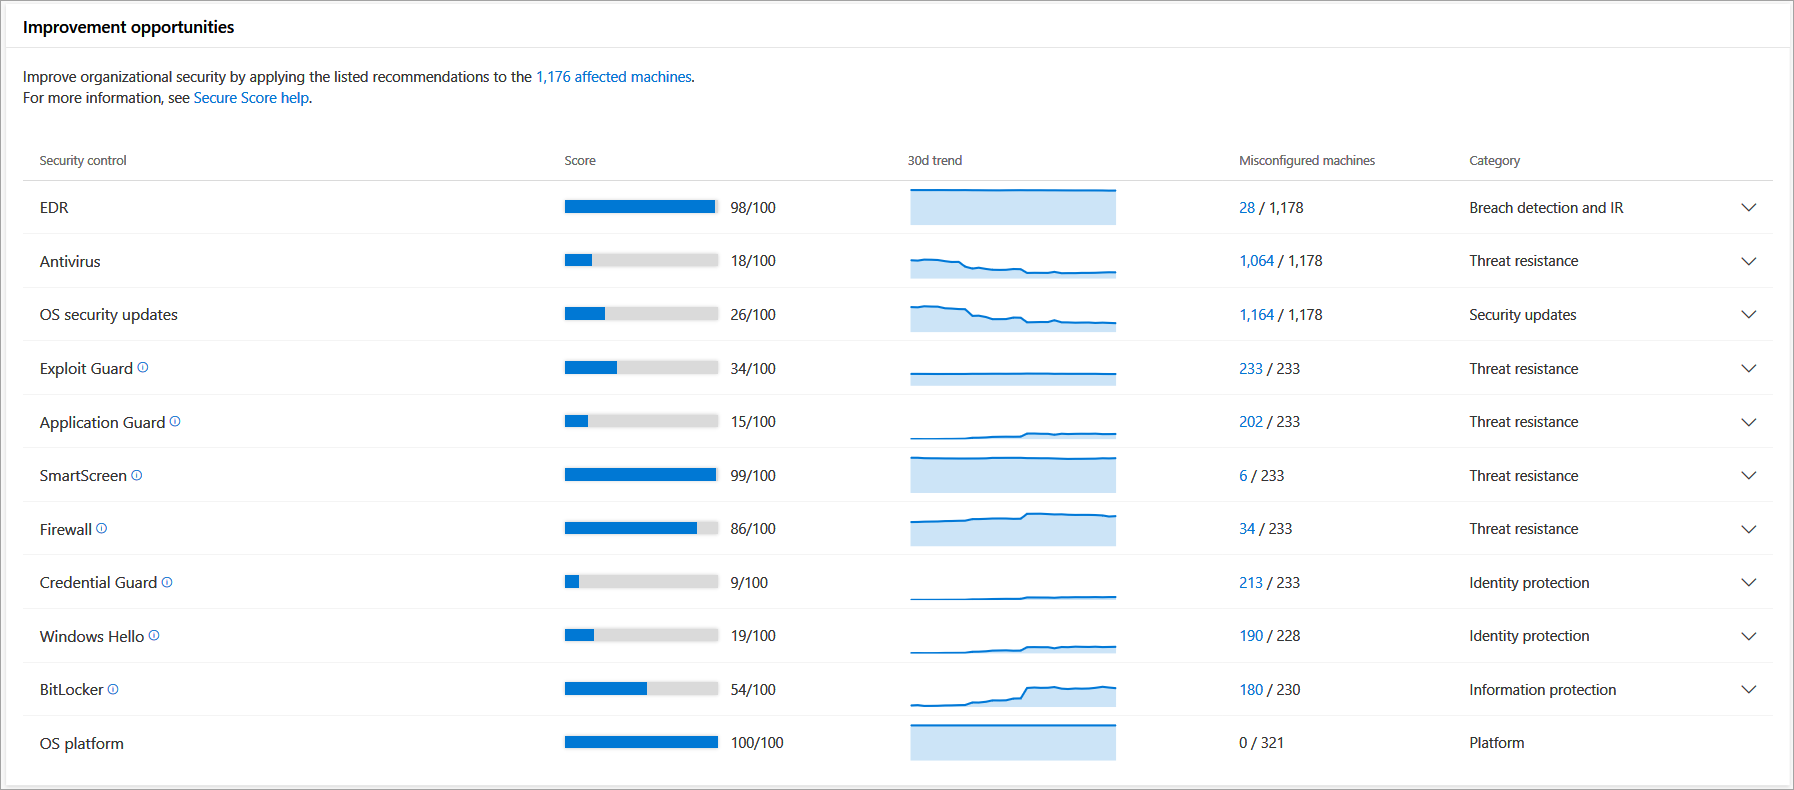 Improvement opportunities
Improve organizational security by applying the listed recommendations to the 1,176 affected machines.
For more information, see Secure Score help.
Security control Score 30d trend Misconfigured machines Category
EDR 98/100 28 / 1,178 Breach detection and IR
Antivirus 18/100 1,064 / 1,178 Threat resistance
OS security updates 26/100 1,164 / 1,178 Security updates
Exploit Guard 34/100 233 / 233 Threat resistance
Application Guard 15/100 202 / 233 Threat resistance
SmartScreen 99/100 6 / 233 Threat resistance
Firewall 86/100 34 / 233 Threat resistance
Credential Guard 9/100 213 / 233 Identity protection
Windows Hello 19/100 190 / 228 Identity protection
BitLocker 54/100 180 / 230 Information protection
OS platform 100/100 0 / 321 Platform